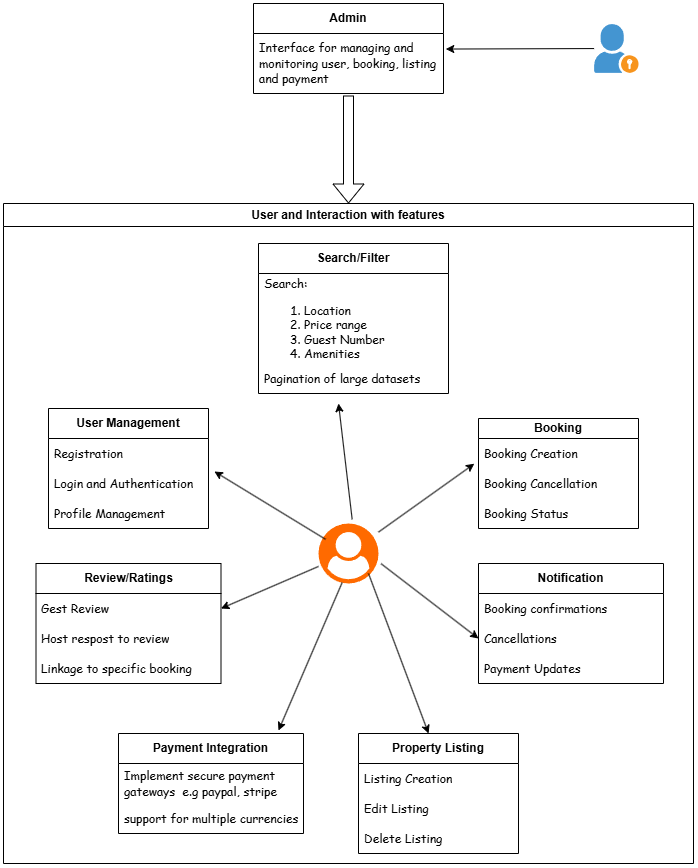 Admin
Interface for managing and
monitoring user, booking, listing
and payment
User and Interaction with features
Search/Filter
Search:
1. Location
2. Price range
3. Guest Number
4. Amenities
Pagination of large datasets
User Management
Registration
Login and Authentication
Profile Management
Booking
Booking Creation
Booking Cancellation
Booking Status
Review/Ratings
Gest Review
Host respost to review
Linkage to specific booking
Notification
Booking confirmations
Cancellations
Payment Updates
Payment Integration
Implement secure payment
gateways e.g paypal, stripe
support for multiple currencies
Property Listing
Listing Creation
Edit Listing
Delete Listing